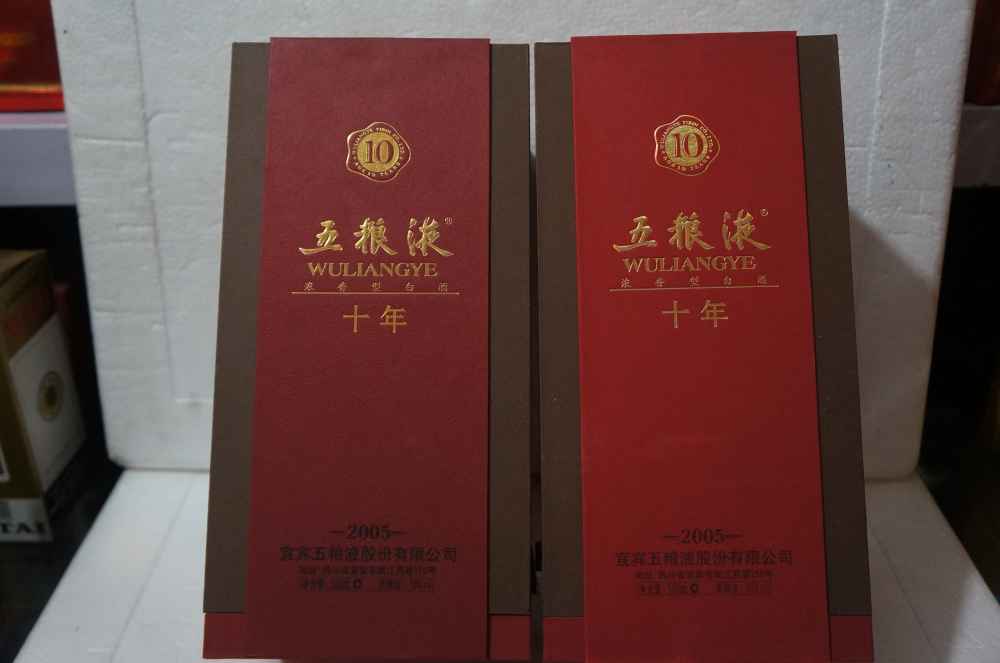 10
五粮液®
WULIANGYE
浓香型白酒
十年
—2005—
宜宾五粮液股份有限公司
10
五粮液®
WULIANGYE
浓香型白酒
十年
—2005—
宜宾五粮液股份有限公司
TAI